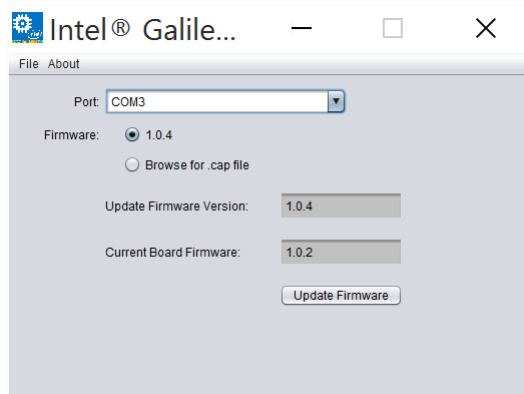 Intel® Galile...
File About
Port: COM3
Firmware: 1.0.4
Browse for .cap file
Update Firmware Version: 1.0.4
Current Board Firmware: 1.0.2
Update Firmware